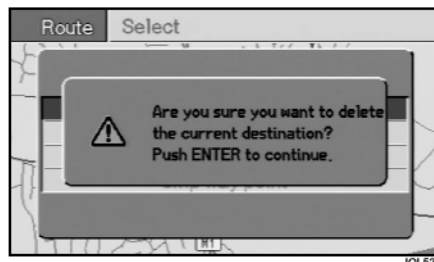 Route Select
Are you sure you want to delete
the current destination?
Push ENTER to continue.
M1